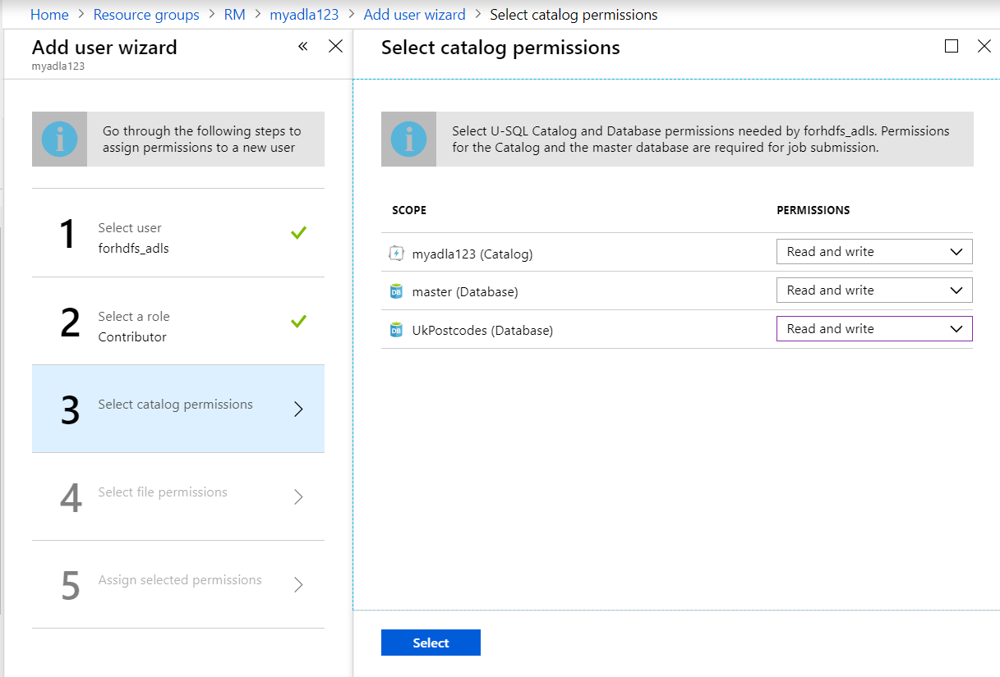 Home > Resource groups > RM > myadla123 > Add user wizard > Select catalog permissions
Add user wizard
myadla123
Go through the following steps to
assign permissions to a new user
1
Select user
forhdfs_adls
2
Select a role
Contributor
3
Select catalog permissions
4
Select file permissions
5
Assign selected permissions
Select catalog permissions
Select U-SQL Catalog and Database permissions needed by forhdfs_adls. Permissions
for the Catalog and the master database are required for job submission.
SCOPE PERMISSIONS
myadla123 (Catalog) Read and write
DB master (Database) Read and write
DB UkPostcodes (Database) Read and write
Select